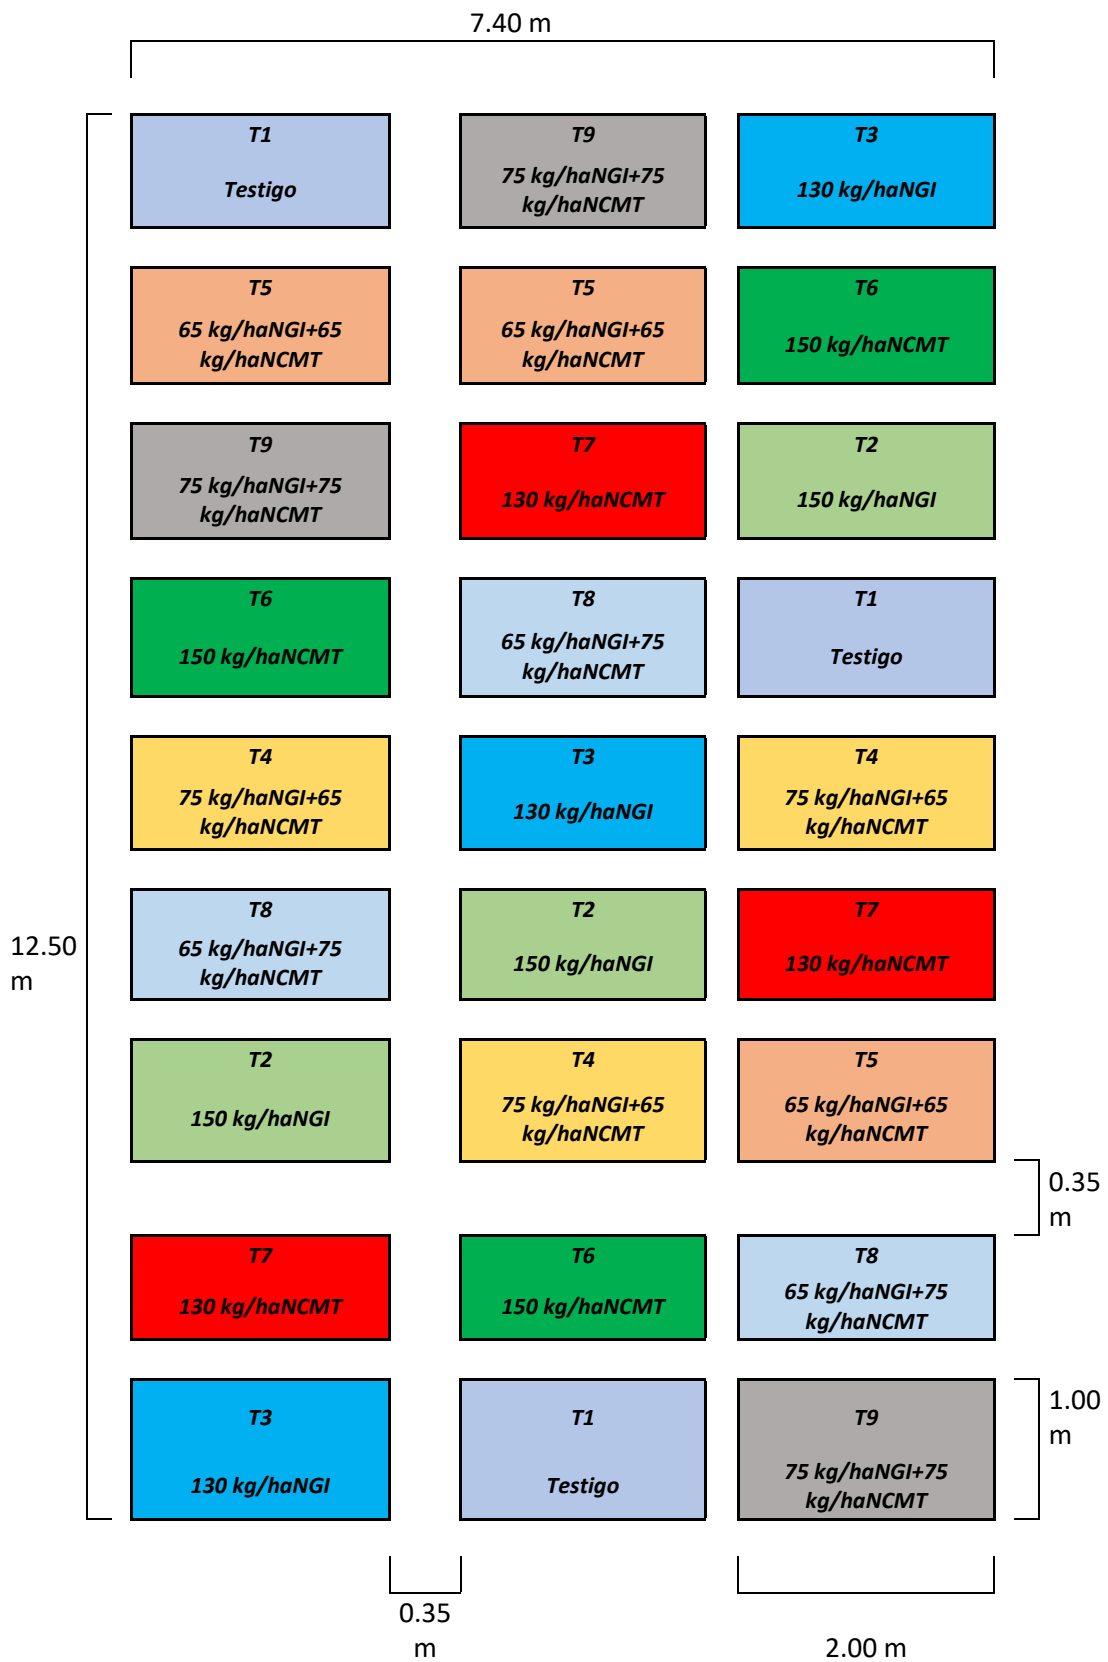 7.40 m
T1
Testigo
T9
75 kg/haNGI+75
kg/haNCMT
T3
130 kg/haNGI
T5
65 kg/haNGI+65
kg/haNCMT
T5
65 kg/haNGI+65
kg/haNCMT
T6
150 kg/haNCMT
T9
75 kg/haNGI+75
kg/haNCMT
T7
130 kg/haNCMT
T2
150 kg/haNGI
T6
150 kg/haNCMT
T8
65 kg/haNGI+75
kg/haNCMT
T1
Testigo
T4
75 kg/haNGI+65
kg/haNCMT
T3
130 kg/haNGI
T4
75 kg/haNGI+65
kg/haNCMT
12.50
m
T8
65 kg/haNGI+75
kg/haNCMT
T2
150 kg/haNGI
T7
130 kg/haNCMT
T2
150 kg/haNGI
T4
75 kg/haNGI+65
kg/haNCMT
T5
65 kg/haNGI+65
kg/haNCMT
0.35
m
T7
130 kg/haNCMT
T6
150 kg/haNCMT
T8
65 kg/haNGI+75
kg/haNCMT
T3
130 kg/haNGI
T1
Testigo
T9
75 kg/haNGI+75
kg/haNCMT
1.00
m
0.35
m
2.00 m